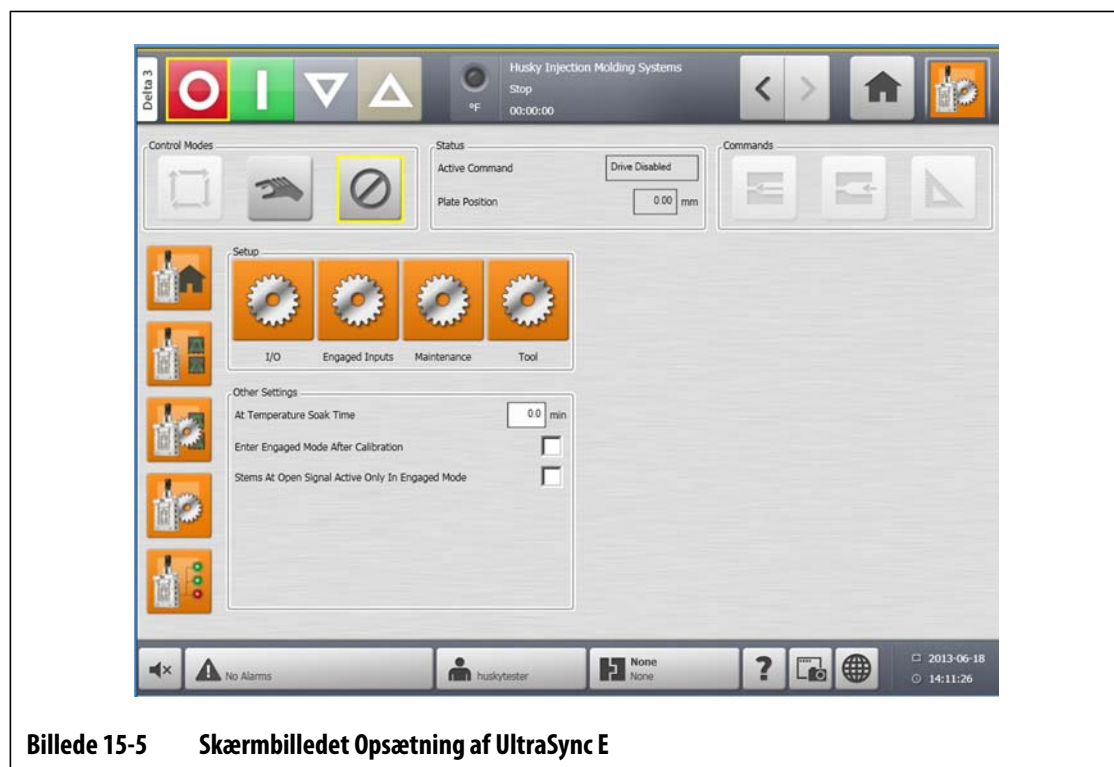 Delta 3
Husky Injection Molding Systems
Stop
°F
00:00:00
Control Modes
Status
Active Command
Drive Disabled
Plate Position
0.00 mm
Commands
Setup
I/O
Engaged Inputs
Maintenance
Tool
Other Settings
At Temperature Soak Time
0.0 min
Enter Engaged Mode After Calibration
Stems At Open Signal Active Only In Engaged Mode
No Alarms
huskytester
None
None
?
2013-06-18
14:11:26
Billede 15-5 Skærmbilledet Opsætning af UltraSync E